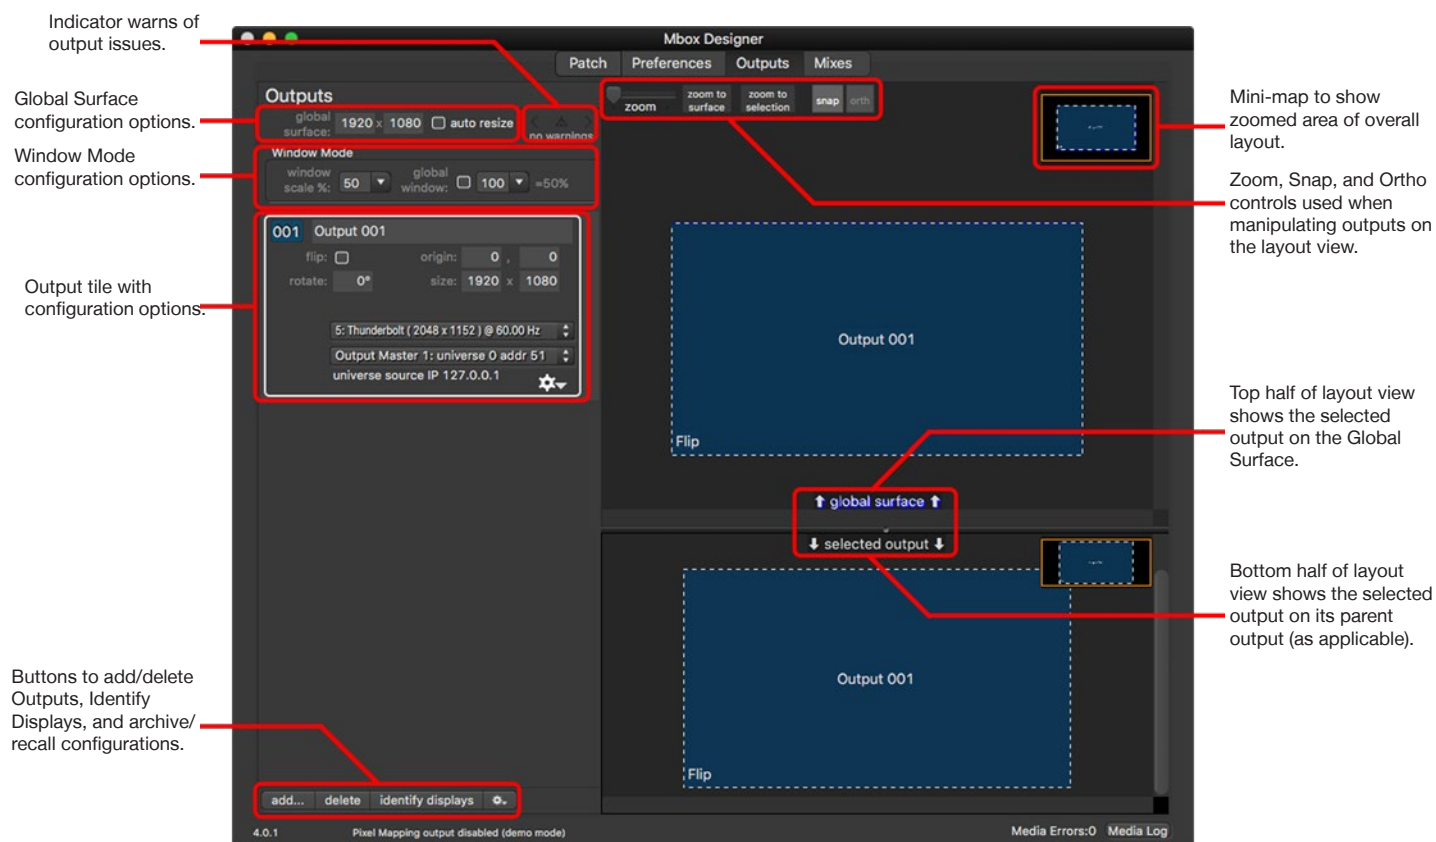 Indicator warns of
output issues.
Global Surface
configuration options.
Window Mode
configuration options.
Output tile with
configuration options.
Buttons to add/delete
Outputs, Identify
Displays, and archive/
recall configurations.
Mbox Designer
Patch Preferences Outputs Mixes
Outputs
global
surface: 1920 x 1080 auto resize
no warnings
Window Mode
window
scale %: 50
global
window: 100 =50%
001 Output 001
flip: origin: 0 , 0
rotate: 0° size: 1920 x 1080
5: Thunderbolt ( 2048 x 1152 ) @ 60.00 Hz
Output Master 1: universe 0 addr 51
universe source IP 127.0.0.1
add... delete identify displays
4.0.1 Pixel Mapping output disabled (demo mode)
zoom
zoom to
surface
zoom to
selection
snap orth
Output 001
Flip
global surface
selected output
Output 001
Flip
Media Errors:0 Media Log
Mini-map to show
zoomed area of overall
layout.
Zoom, Snap, and Ortho
controls used when
manipulating outputs on
the layout view.
Top half of layout view
shows the selected
output on the Global
Surface.
Bottom half of layout
view shows the selected
output on its parent
output (as applicable).